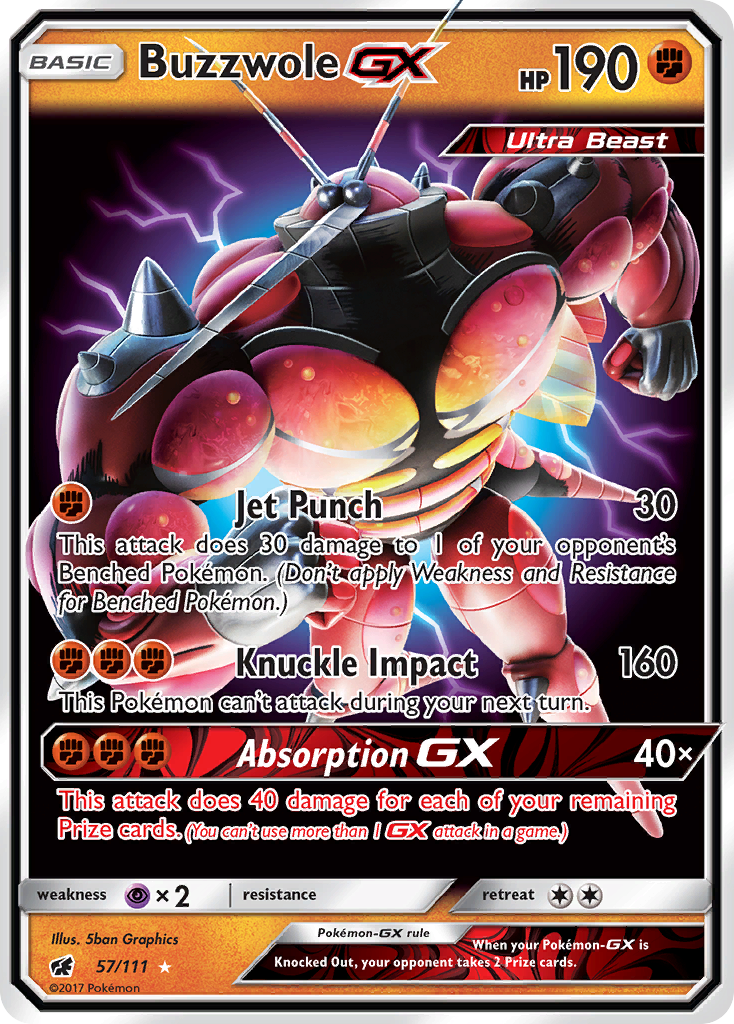 BASIC Buzzwole GX HP 190
Ultra Beast
Jet Punch 30
This attack does 30 damage to 1 of your opponent's
Benched Pokémon. (Don't apply Weakness and Resistance
for Benched Pokémon.)
Knuckle Impact 160
This Pokémon can't attack during your next turn.
Absorption GX 40×
This attack does 40 damage for each of your remaining
Prize cards. (You can't use more than 1 GX attack in a game.)
weakness ×2 resistance retreat
Illus. 5ban Graphics
57/111
©2017 Pokémon
Pokémon-GX rule
When your Pokémon-GX is
Knocked Out, your opponent takes 2 Prize cards.